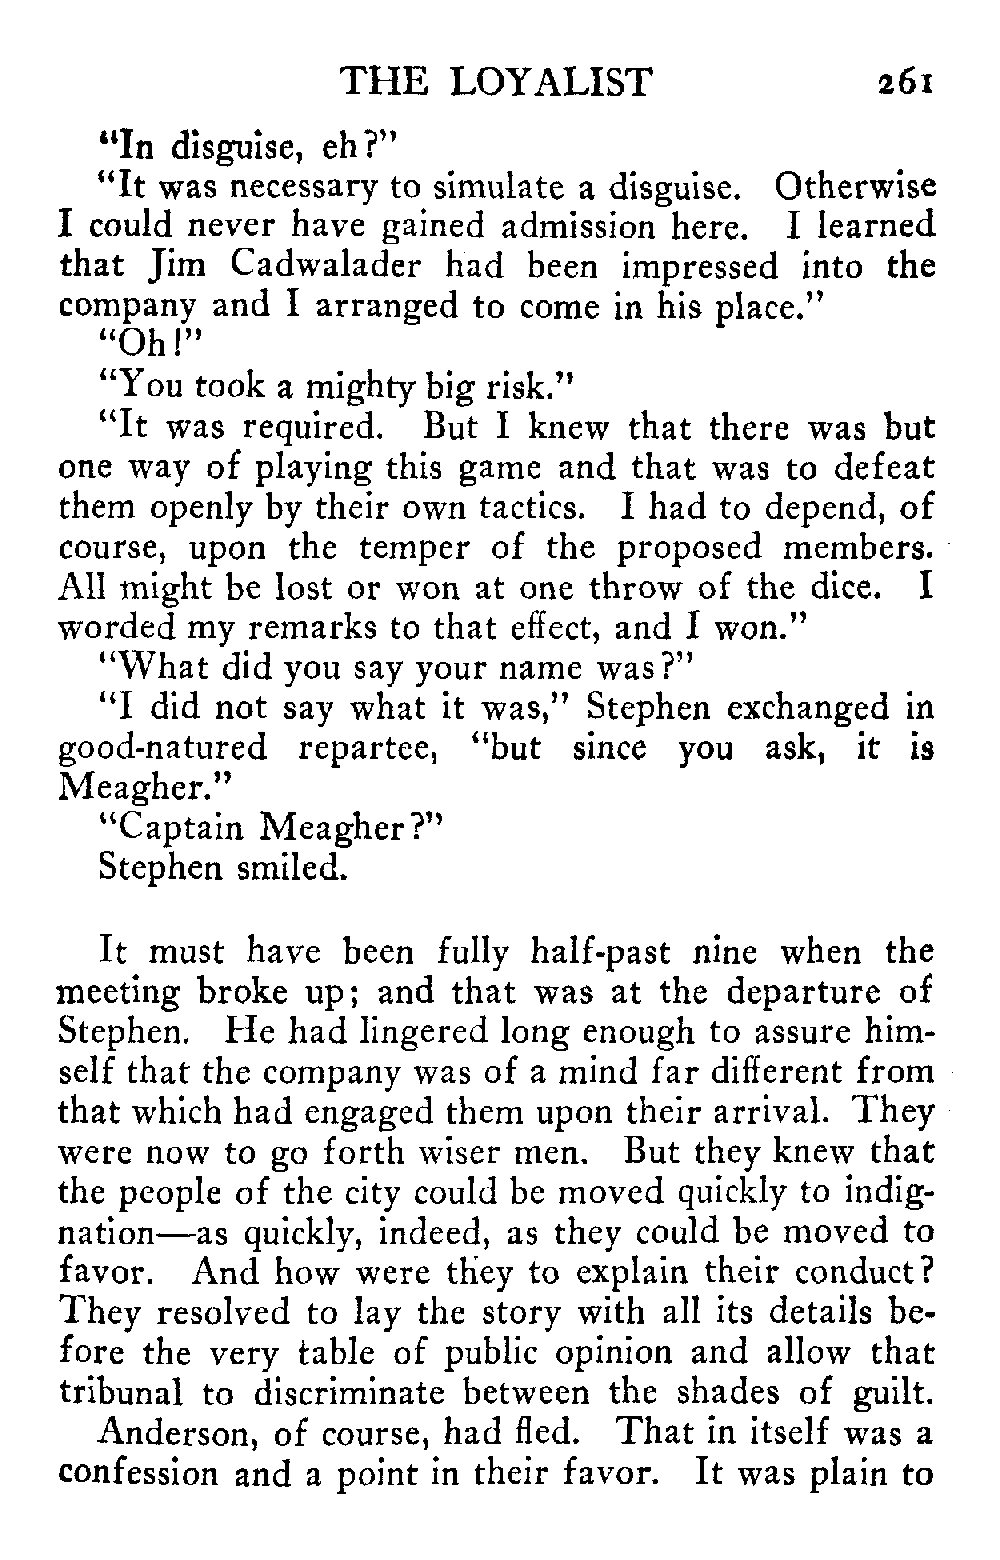 THE LOYALIST 261
"In disguise, eh?"
"It was necessary to simulate a disguise. Otherwise
I could never have gained admission here. I learned
that Jim Cadwalader had been impressed into the
company and I arranged to come in his place."
"Oh!"
"You took a mighty big risk."
"It was required. But I knew that there was but
one way of playing this game and that was to defeat
them openly by their own tactics. I had to depend, of
course, upon the temper of the proposed members.
All might be lost or won at one throw of the dice. I
worded my remarks to that effect, and I won."
"What did you say your name was?"
"I did not say what it was," Stephen exchanged in
good-natured repartee, "but since you ask, it is
Meagher."
"Captain Meagher?"
Stephen smiled.
It must have been fully half-past nine when the
meeting broke up; and that was at the departure of
Stephen. He had lingered long enough to assure him-
self that the company was of a mind far different from
that which had engaged them upon their arrival. They
were now to go forth wiser men. But they knew that
the people of the city could be moved quickly to indig-
nation—as quickly, indeed, as they could be moved to
favor. And how were they to explain their conduct?
They resolved to lay the story with all its details be-
fore the very table of public opinion and allow that
tribunal to discriminate between the shades of guilt.
Anderson, of course, had fled. That in itself was a
confession and a point in their favor. It was plain to